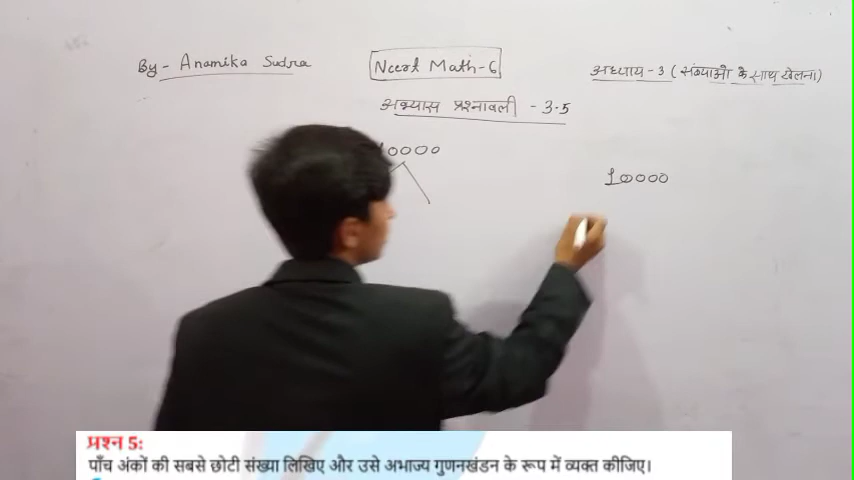 By- Anamika Sudra
Ncert Math-6
अध्याय-3 (संख्याओ के साथ खेलना)
अभ्यास प्रश्नावली - 3.5
10000
10000
प्रश्न 5:
पाँच अंकों की सबसे छोटी संख्या लिखिए और उसे अभाज्य गुणनखंडन के रूप में व्यक्त कीजिए।